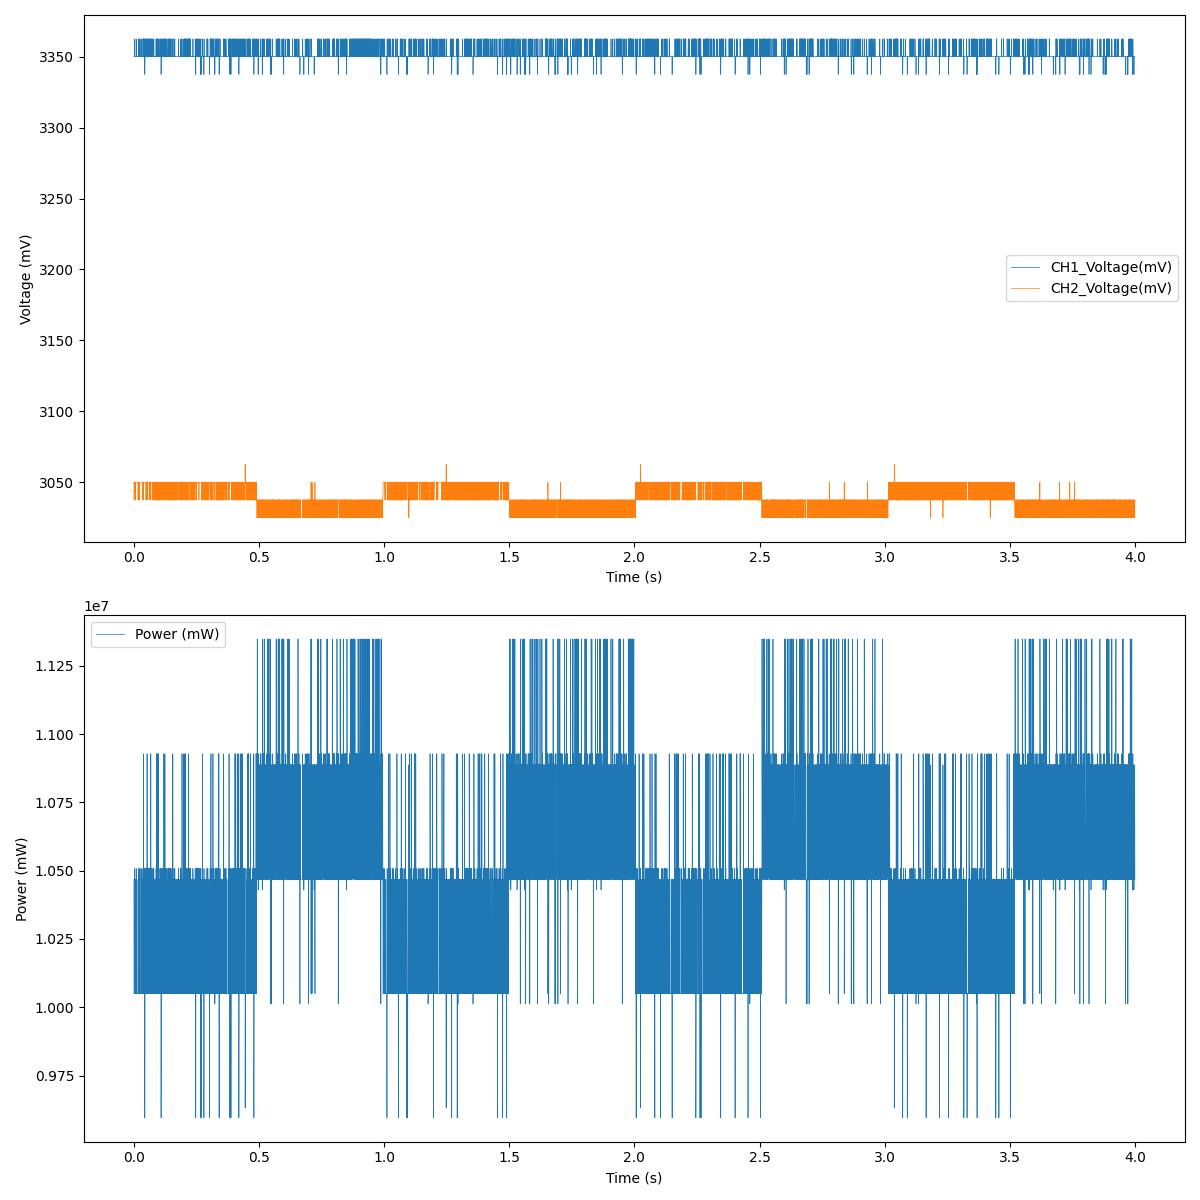 3350
3300
3250
3200
3150
3100
3050
Voltage (mV)
CH1_Voltage(mV)
CH2_Voltage(mV)
0.0 0.5 1.0 1.5 2.0 2.5 3.0 3.5 4.0
Time (s)
1e7
Power (mW)
1.125
1.100
1.075
1.050
1.025
1.000
0.975
Power (mW)
0.0 0.5 1.0 1.5 2.0 2.5 3.0 3.5 4.0
Time (s)